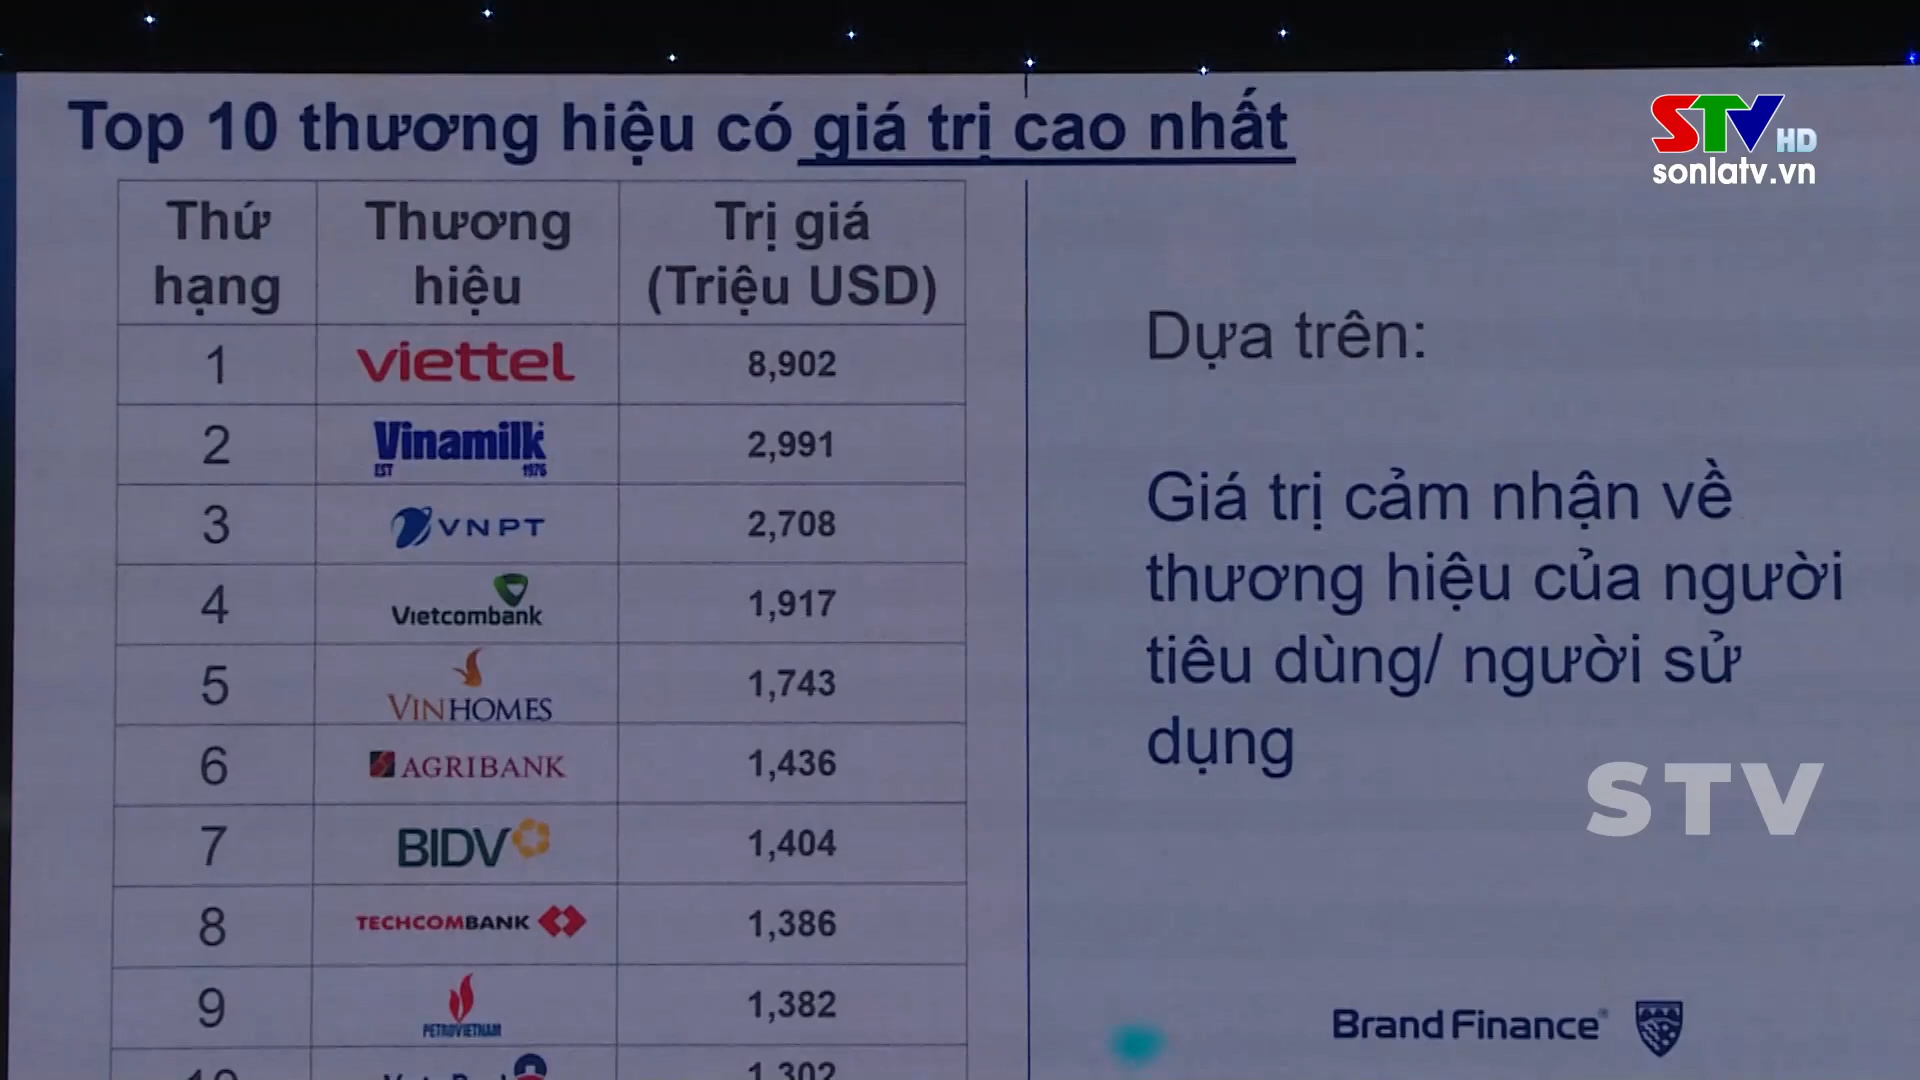 Top 10 thương hiệu có giá trị cao nhất
STV HD
sonlatv.vn
Thứ hạng Thương hiệu Trị giá (Triệu USD)
1 viettel 8,902
2 Vinamilk EST 1976 2,991
3 VNPT 2,708
4 Vietcombank 1,917
5 VINHOMES 1,743
6 AGRIBANK 1,436
7 BIDV 1,404
8 TECHCOMBANK 1,386
9 PETROVIETNAM 1,382
10 1,302
Dựa trên:
Giá trị cảm nhận về
thương hiệu của người
tiêu dùng/ người sử
dụng
STV
Brand Finance®